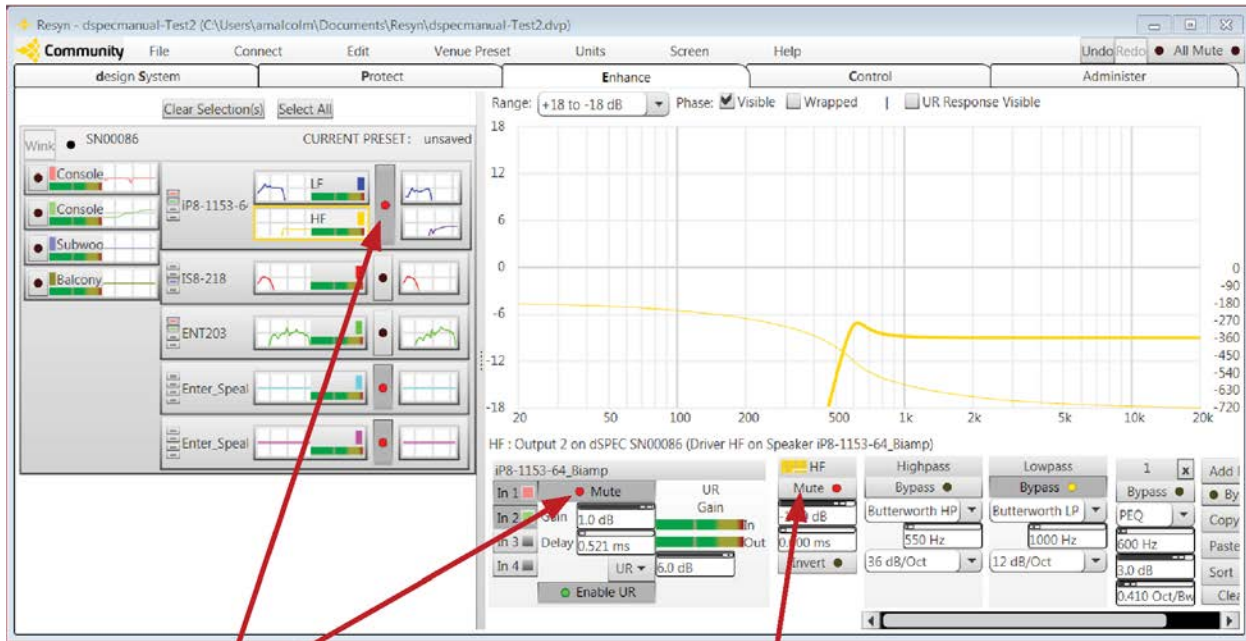 Resyn - dspecmanual-Test2 (C:\Users\amalcolm\Documents\Resyn\dspecmanual-Test2.dvp)
Community File Connect Edit Venue Preset Units Screen Help Undo Redo All Mute
design System Protect Enhance Control Administer
Clear Selection(s) Select All
Wink SN00086 CURRENT PRESET: unsaved
Console
Console
Subwoo
Balcony
iP8-1153-6
LF
HF
IS8-218
ENT203
Enter_Speal
Enter_Speal
Range: +18 to -18 dB Phase: Visible Wrapped | UR Response Visible
18
12
6
0
-6
-12
-18
0
-90
-180
-270
-360
-450
-540
-630
-720
20 50 100 200 500 1k 2k 5k 10k 20k
HF : Output 2 on dSPEC SN00086 (Driver HF on Speaker iP8-1153-64_Biamp)
iP8-1153-64_Biamp
In 1 Mute UR
In 2 Gain 1.0 dB Gain In
In 3 Delay 0.521 ms Out
In 4 UR 6.0 dB
Enable UR
HF
Mute
dB
ms
Invert
Highpass
Bypass
Butterworth HP
550 Hz
36 dB/Oct
Lowpass
Bypass
Butterworth LP
1000 Hz
12 dB/Oct
1 x
Bypass
PEQ
600 Hz
3.0 dB
0.410 Oct/Bw
Add
By
Copy
Paste
Sort
Clea